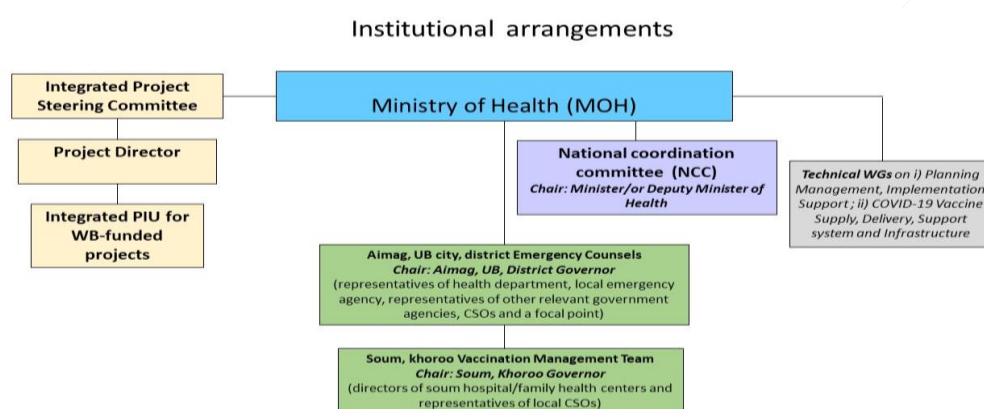 Institutional arrangements
Integrated Project
Steering Committee
Ministry of Health (MOH)
Project Director
National coordination
committee (NCC)
Chair: Minister/or Deputy Minister of
Health
Technical WGs on i) Planning
Management, Implementation
Support ; ii) COVID-19 Vaccine
Supply, Delivery, Support
system and Infrastructure
Integrated PIU for
WB-funded
projects
Aimag, UB city, district Emergency Counsels
Chair: Aimag, UB, District Governor
(representatives of health department, local emergency
agency, representatives of other relevant government
agencies, CSOs and a focal point)
Soum, khoroo Vaccination Management Team
Chair: Soum, Khoroo Governor
(directors of soum hospital/family health centers and
representatives of local CSOs)